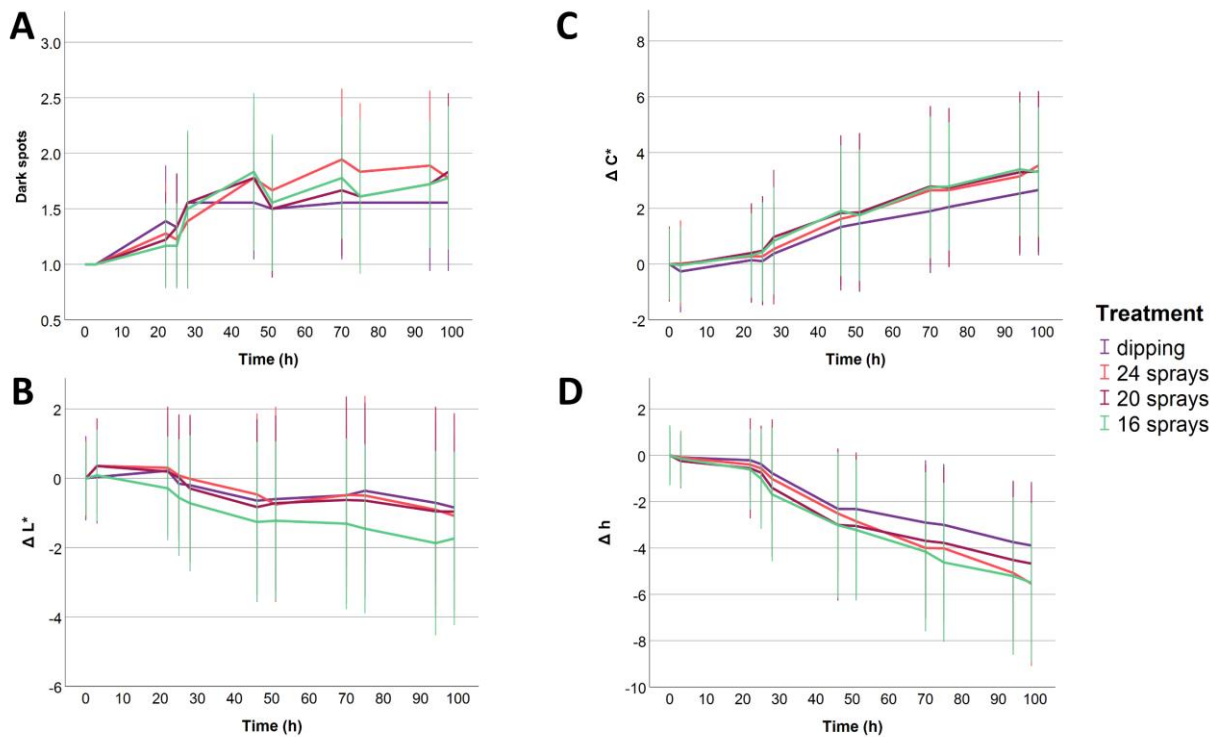 A
3.0
2.5
2.0
1.5
1.0
0.5
Dark spots
0 10 20 30 40 50 60 70 80 90 100
Time (h)
C
8
6
4
2
0
-2
Δ C*
0 10 20 30 40 50 60 70 80 90 100
Time (h)
B
2
0
-2
-4
-6
Δ L*
0 10 20 30 40 50 60 70 80 90 100
Time (h)
D
2
0
-2
-4
-6
-8
-10
Δ h
0 10 20 30 40 50 60 70 80 90 100
Time (h)
Treatment
dipping
24 sprays
20 sprays
16 sprays